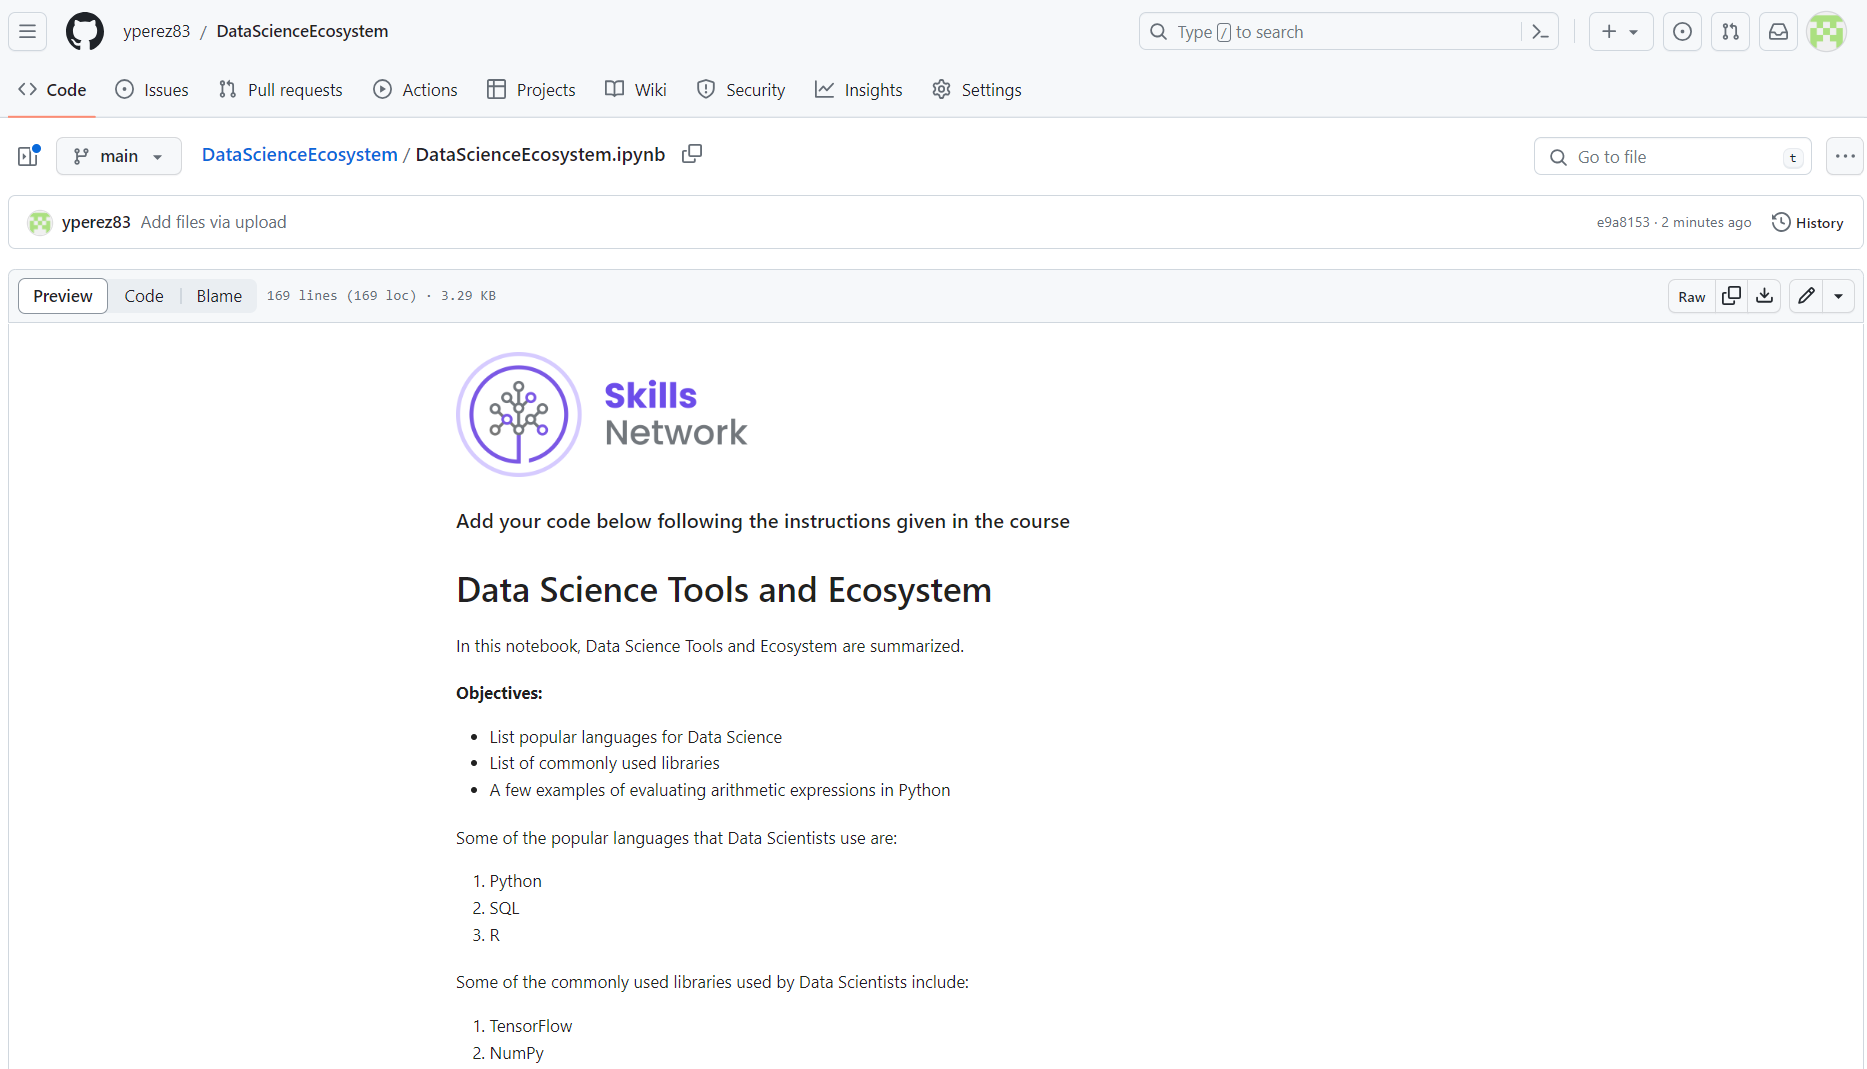 yperez83 / DataScienceEcosystem
Type / to search
Code Issues Pull requests Actions Projects Wiki Security Insights Settings
main DataScienceEcosystem / DataScienceEcosystem.ipynb
Go to file t
yperez83 Add files via upload
e9a8153 · 2 minutes ago History
Preview Code Blame 169 lines (169 loc) · 3.29 KB
Raw
Skills
Network
Add your code below following the instructions given in the course
Data Science Tools and Ecosystem
In this notebook, Data Science Tools and Ecosystem are summarized.
Objectives:
• List popular languages for Data Science
• List of commonly used libraries
• A few examples of evaluating arithmetic expressions in Python
Some of the popular languages that Data Scientists use are:
1. Python
2. SQL
3. R
Some of the commonly used libraries used by Data Scientists include:
1. TensorFlow
2. NumPy